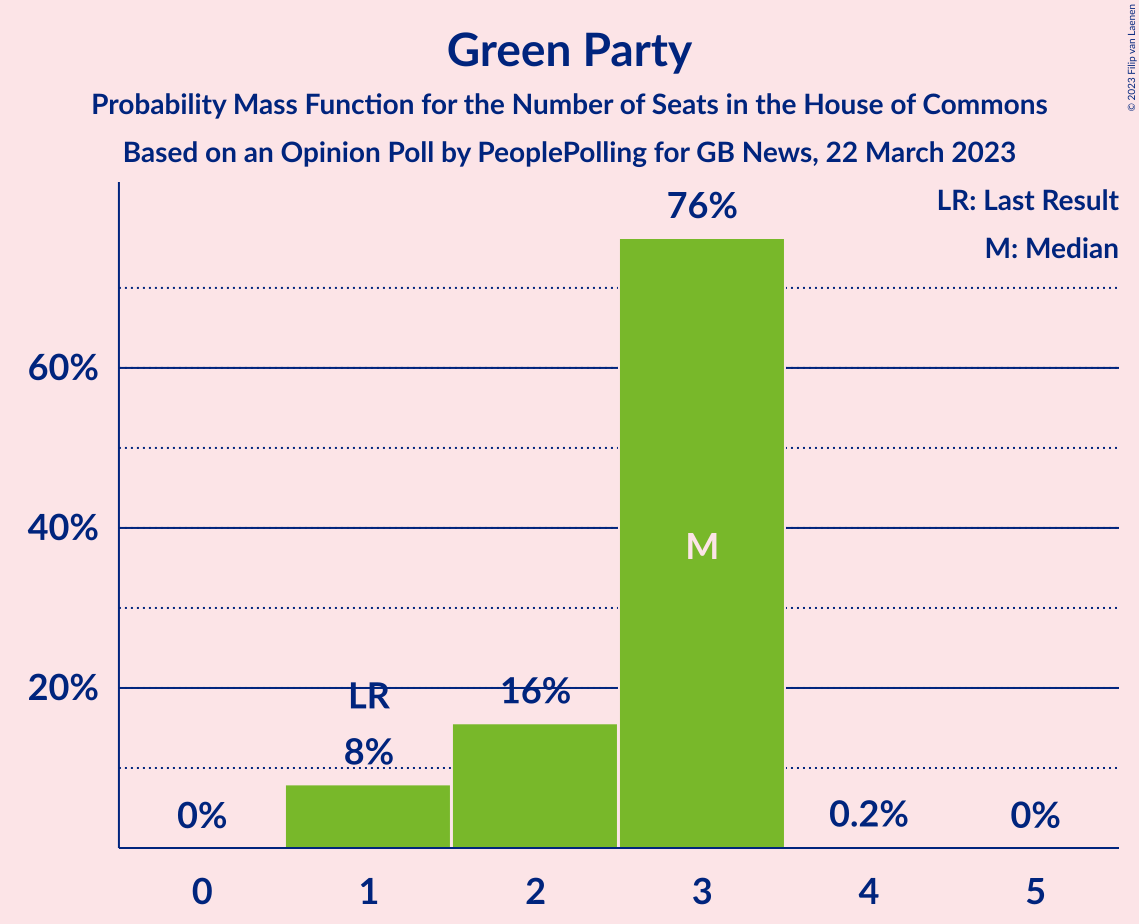 © 2023 Filip van Laenen
Green Party
Probability Mass Function for the Number of Seats in the House of Commons
Based on an Opinion Poll by PeoplePolling for GB News, 22 March 2023
LR: Last Result
M: Median
76%
60%
40%
M
20%
LR
16%
8%
0%
0.2%
0%
0 1 2 3 4 5